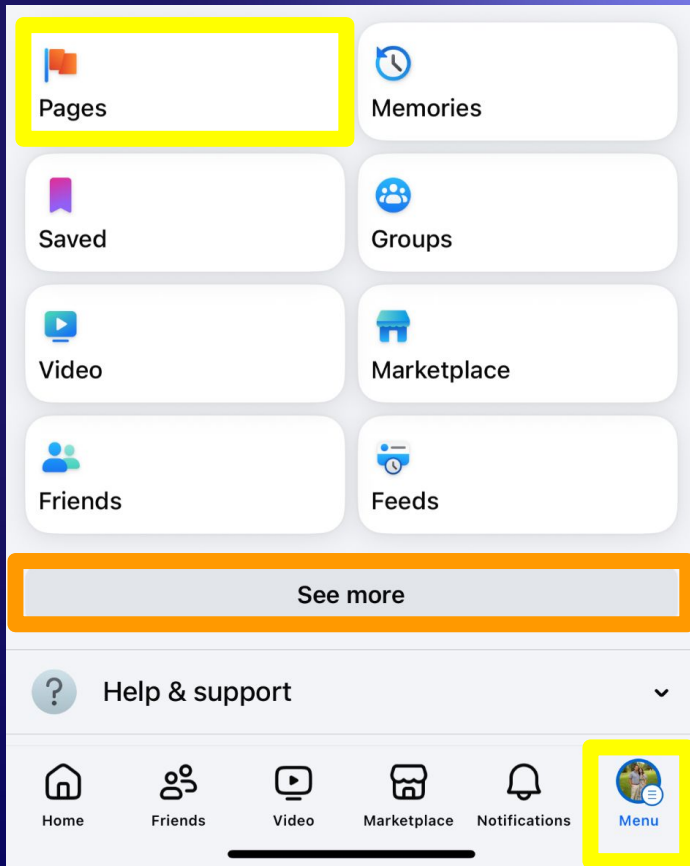 Pages
Memories
Saved
Groups
Video
Marketplace
Friends
Feeds
See more
? Help & support
Home
Friends
Video
Marketplace
Notifications
Menu